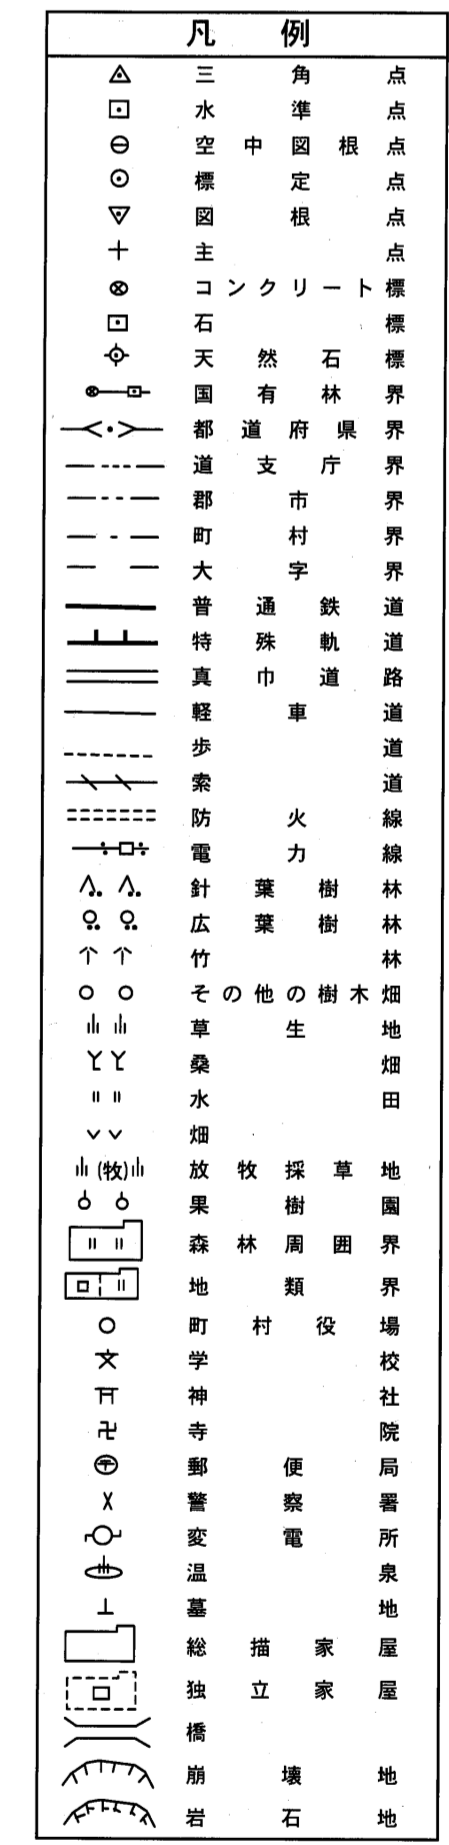 凡例
三角点
水準点
空中図根点
標定点
図根点
主点
コンクリート標
石標
天然石標
国有林界
都道府県界
道支庁界
郡市界
町村界
大字界
普通鉄道
特殊軌道
真巾道路
軽車道
歩道
索道
防火線
電力線
針葉樹林
広葉樹林
竹林
その他の樹木畑
草生地
桑畑
水田
畑
(牧) 放牧採草地
果樹園
森林周囲界
地類界
町村役場
学校
神社
寺院
郵便局
警察署
変電所
温泉
墓地
総描家屋
独立家屋
橋
崩壊地
岩石地